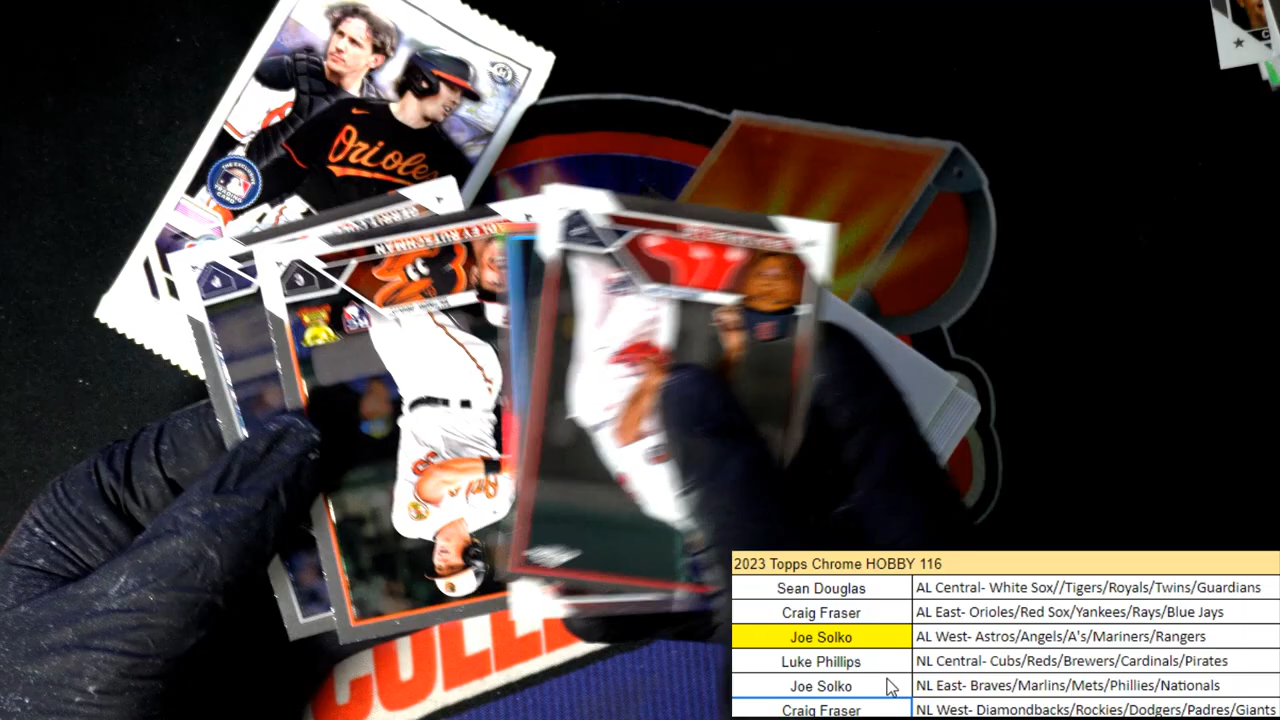 Orioles
LEY RUTSCHMAN
CULLE
2023 Topps Chrome HOBBY 116
Sean Douglas AL Central- White Sox//Tigers/Royals/Twins/Guardians
Craig Fraser AL East- Orioles/Red Sox/Yankees/Rays/Blue Jays
Joe Solko AL West- Astros/Angels/A's/Mariners/Rangers
Luke Phillips NL Central- Cubs/Reds/Brewers/Cardinals/Pirates
Joe Solko NL East- Braves/Marlins/Mets/Phillies/Nationals
Craig Fraser NL West- Diamondbacks/Rockies/Dodgers/Padres/Giants